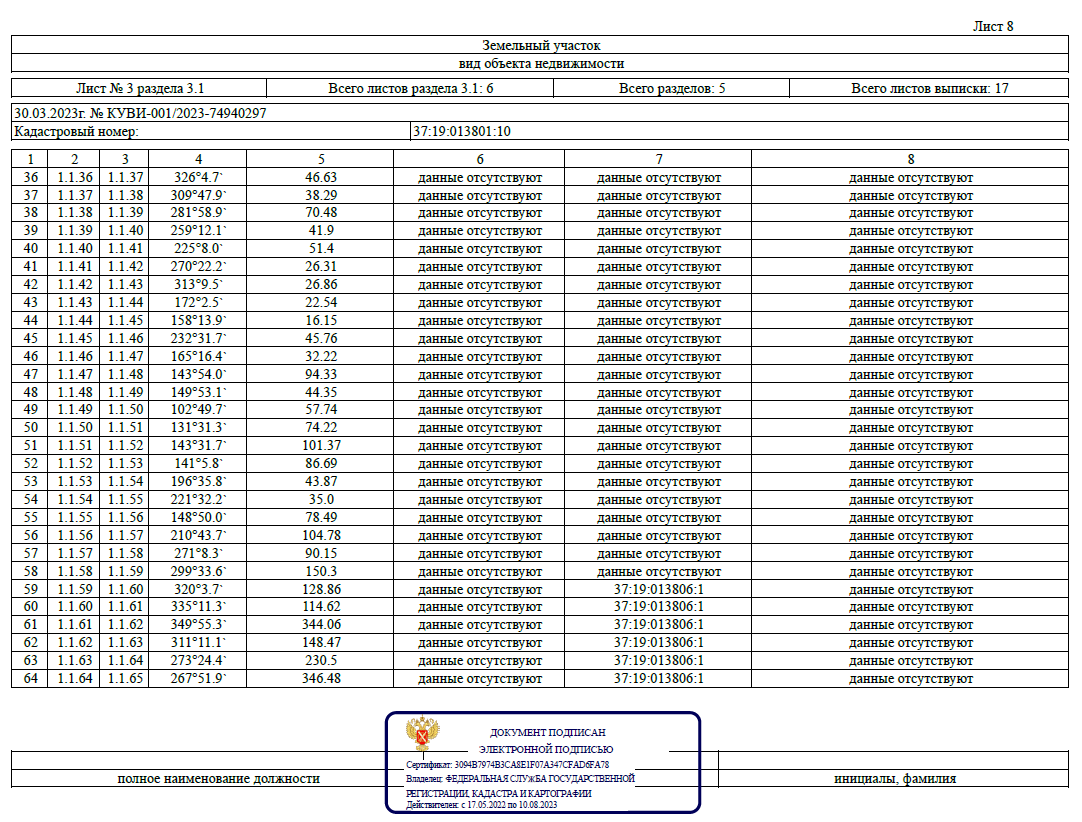 Лист 8
Земельный участок
вид объекта недвижимости
Лист № 3 раздела 3.1 Всего листов раздела 3.1: 6 Всего разделов: 5 Всего листов выписки: 17
30.03.2023г. № КУВИ-001/2023-74940297
Кадастровый номер: 37:19:013801:10
1 2 3 4 5 6 7 8
36 1.1.36 1.1.37 326°4.7` 46.63 данные отсутствуют данные отсутствуют данные отсутствуют
37 1.1.37 1.1.38 309°47.9` 38.29 данные отсутствуют данные отсутствуют данные отсутствуют
38 1.1.38 1.1.39 281°58.9` 70.48 данные отсутствуют данные отсутствуют данные отсутствуют
39 1.1.39 1.1.40 259°12.1` 41.9 данные отсутствуют данные отсутствуют данные отсутствуют
40 1.1.40 1.1.41 225°8.0` 51.4 данные отсутствуют данные отсутствуют данные отсутствуют
41 1.1.41 1.1.42 270°22.2` 26.31 данные отсутствуют данные отсутствуют данные отсутствуют
42 1.1.42 1.1.43 313°9.5` 26.86 данные отсутствуют данные отсутствуют данные отсутствуют
43 1.1.43 1.1.44 172°2.5` 22.54 данные отсутствуют данные отсутствуют данные отсутствуют
44 1.1.44 1.1.45 158°13.9` 16.15 данные отсутствуют данные отсутствуют данные отсутствуют
45 1.1.45 1.1.46 232°31.7` 45.76 данные отсутствуют данные отсутствуют данные отсутствуют
46 1.1.46 1.1.47 165°16.4` 32.22 данные отсутствуют данные отсутствуют данные отсутствуют
47 1.1.47 1.1.48 143°54.0` 94.33 данные отсутствуют данные отсутствуют данные отсутствуют
48 1.1.48 1.1.49 149°53.1` 44.35 данные отсутствуют данные отсутствуют данные отсутствуют
49 1.1.49 1.1.50 102°49.7` 57.74 данные отсутствуют данные отсутствуют данные отсутствуют
50 1.1.50 1.1.51 131°31.3` 74.22 данные отсутствуют данные отсутствуют данные отсутствуют
51 1.1.51 1.1.52 143°31.7` 101.37 данные отсутствуют данные отсутствуют данные отсутствуют
52 1.1.52 1.1.53 141°5.8` 86.69 данные отсутствуют данные отсутствуют данные отсутствуют
53 1.1.53 1.1.54 196°35.8` 43.87 данные отсутствуют данные отсутствуют данные отсутствуют
54 1.1.54 1.1.55 221°32.2` 35.0 данные отсутствуют данные отсутствуют данные отсутствуют
55 1.1.55 1.1.56 148°50.0` 78.49 данные отсутствуют данные отсутствуют данные отсутствуют
56 1.1.56 1.1.57 210°43.7` 104.78 данные отсутствуют данные отсутствуют данные отсутствуют
57 1.1.57 1.1.58 271°8.3` 90.15 данные отсутствуют данные отсутствуют данные отсутствуют
58 1.1.58 1.1.59 299°33.6` 150.3 данные отсутствуют данные отсутствуют данные отсутствуют
59 1.1.59 1.1.60 320°3.7` 128.86 данные отсутствуют 37:19:013806:1 данные отсутствуют
60 1.1.60 1.1.61 335°11.3` 114.62 данные отсутствуют 37:19:013806:1 данные отсутствуют
61 1.1.61 1.1.62 349°55.3` 344.06 данные отсутствуют 37:19:013806:1 данные отсутствуют
62 1.1.62 1.1.63 311°11.1` 148.47 данные отсутствуют 37:19:013806:1 данные отсутствуют
63 1.1.63 1.1.64 273°24.4` 230.5 данные отсутствуют 37:19:013806:1 данные отсутствуют
64 1.1.64 1.1.65 267°51.9` 346.48 данные отсутствуют 37:19:013806:1 данные отсутствуют
ДОКУМЕНТ ПОДПИСАН
ЭЛЕКТРОННОЙ ПОДПИСЬЮ
Сертификат: 3094B7974B3CA8E1F07A347CFAD6FA78
Владелец: ФЕДЕРАЛЬНАЯ СЛУЖБА ГОСУДАРСТВЕННОЙ
РЕГИСТРАЦИИ, КАДАСТРА И КАРТОГРАФИИ
Действителен: с 17.05.2022 по 10.08.2023
полное наименование должности инициалы, фамилия